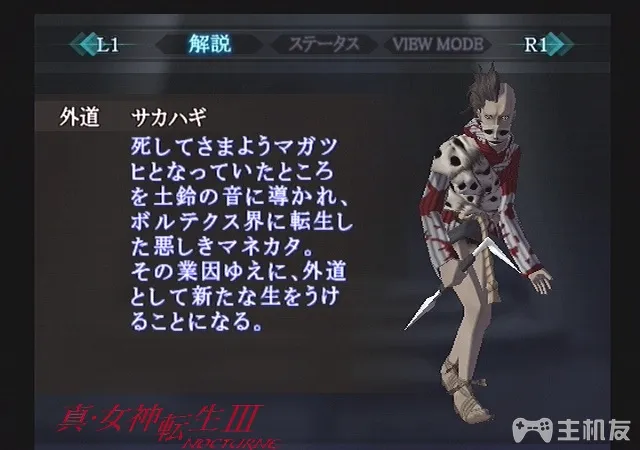 L1 解説 ステータス VIEW MODE R1
外道 サカハギ
死してさまようマガツ
ヒとなっていたところ
を土鈴の音に導かれ、
ボルテクス界に転生し
た悪しきマネカタ。
その業因ゆえに、外道
として新たな生をうけ
ることになる。
真・女神転生III
NOCTURNE
主机友